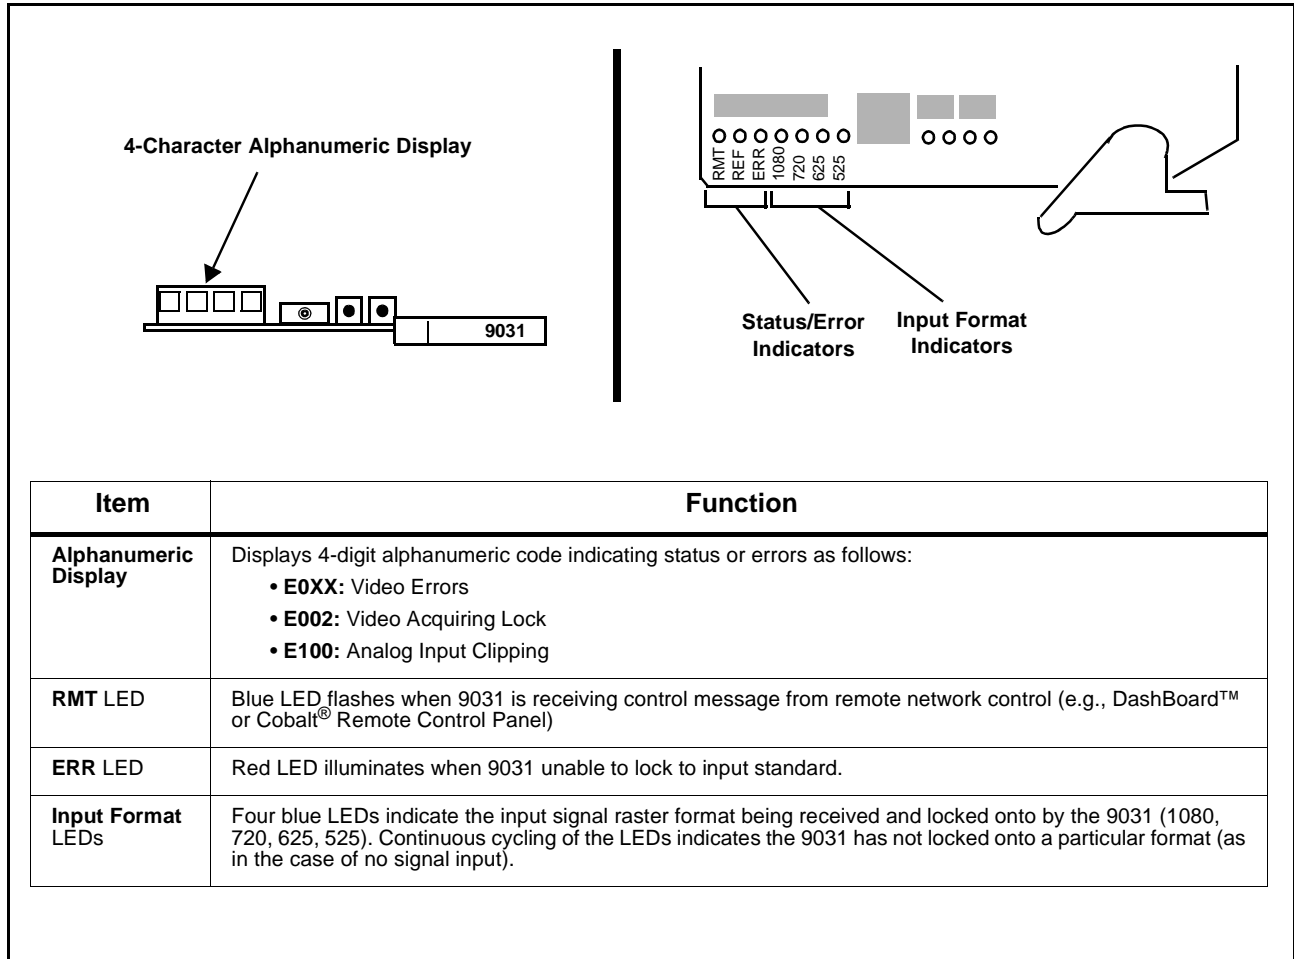 4-Character Alphanumeric Display
9031
RMT
REF
ERR
1080
720
625
525
Status/Error
Indicators
Input Format
Indicators
Item Function
Alphanumeric
Display
Displays 4-digit alphanumeric code indicating status or errors as follows:
• E0XX: Video Errors
• E002: Video Acquiring Lock
• E100: Analog Input Clipping
RMT LED
Blue LED flashes when 9031 is receiving control message from remote network control (e.g., DashBoard™
or Cobalt® Remote Control Panel)
ERR LED
Red LED illuminates when 9031 unable to lock to input standard.
Input Format
LEDs
Four blue LEDs indicate the input signal raster format being received and locked onto by the 9031 (1080,
720, 625, 525). Continuous cycling of the LEDs indicates the 9031 has not locked onto a particular format (as
in the case of no signal input).